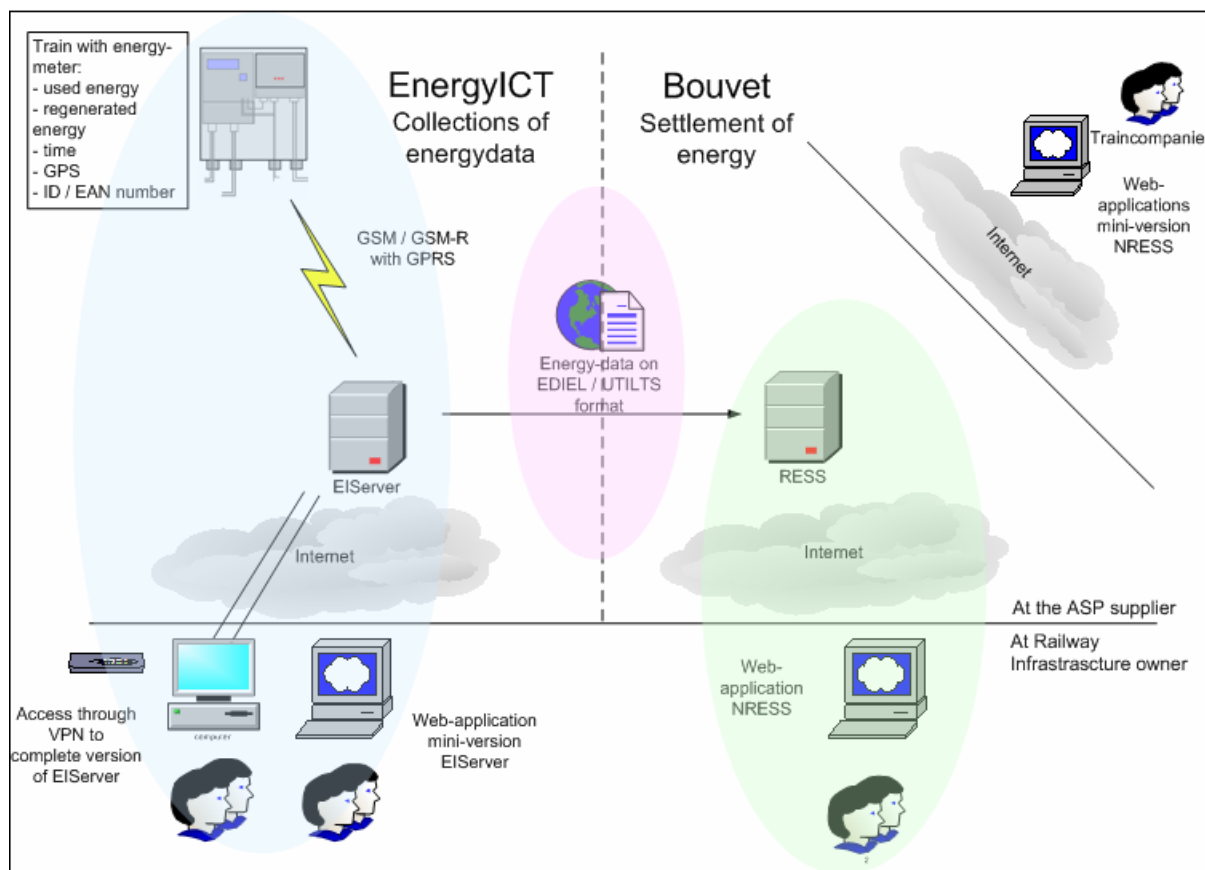 Train with energy-
meter:
- used energy
- regenerated
energy
- time
- GPS
- ID / EAN number
EnergyICT
Collections of
energydata
Bouvet
Settlement of
energy
Traincompanie
Web-
applications
mini-version
NRESS
Internet
GSM / GSM-R
with GPRS
Energy-data on
EDIEL / UTILTS
format
EIServer
RESS
Internet
Internet
At the ASP supplier
At Railway
Infrastrascture owner
Access through
VPN to
complete version
of EIServer
computer
Web-application
mini-version
EIServer
Web-
application
NRESS
2